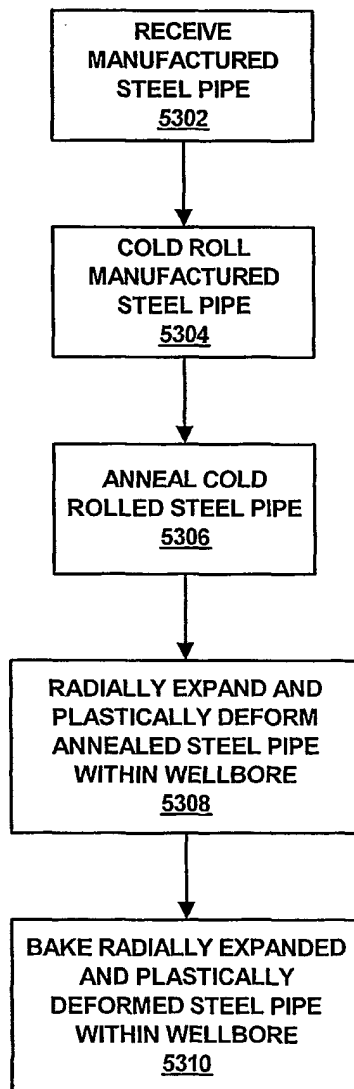 RECEIVE
MANUFACTURED
STEEL PIPE
5302
COLD ROLL
MANUFACTURED
STEEL PIPE
5304
ANNEAL COLD
ROLLED STEEL PIPE
5306
RADIALLY EXPAND AND
PLASTICALLY DEFORM
ANNEALED STEEL PIPE
WITHIN WELLBORE
5308
BAKE RADIALLY EXPANDED
AND PLASTICALLY
DEFORMED STEEL PIPE
WITHIN WELLBORE
5310